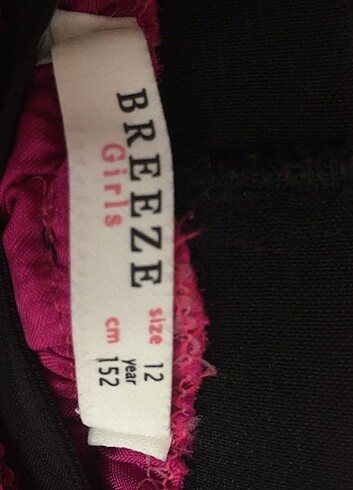 BREEZE
Girls
size 12 year
cm 152